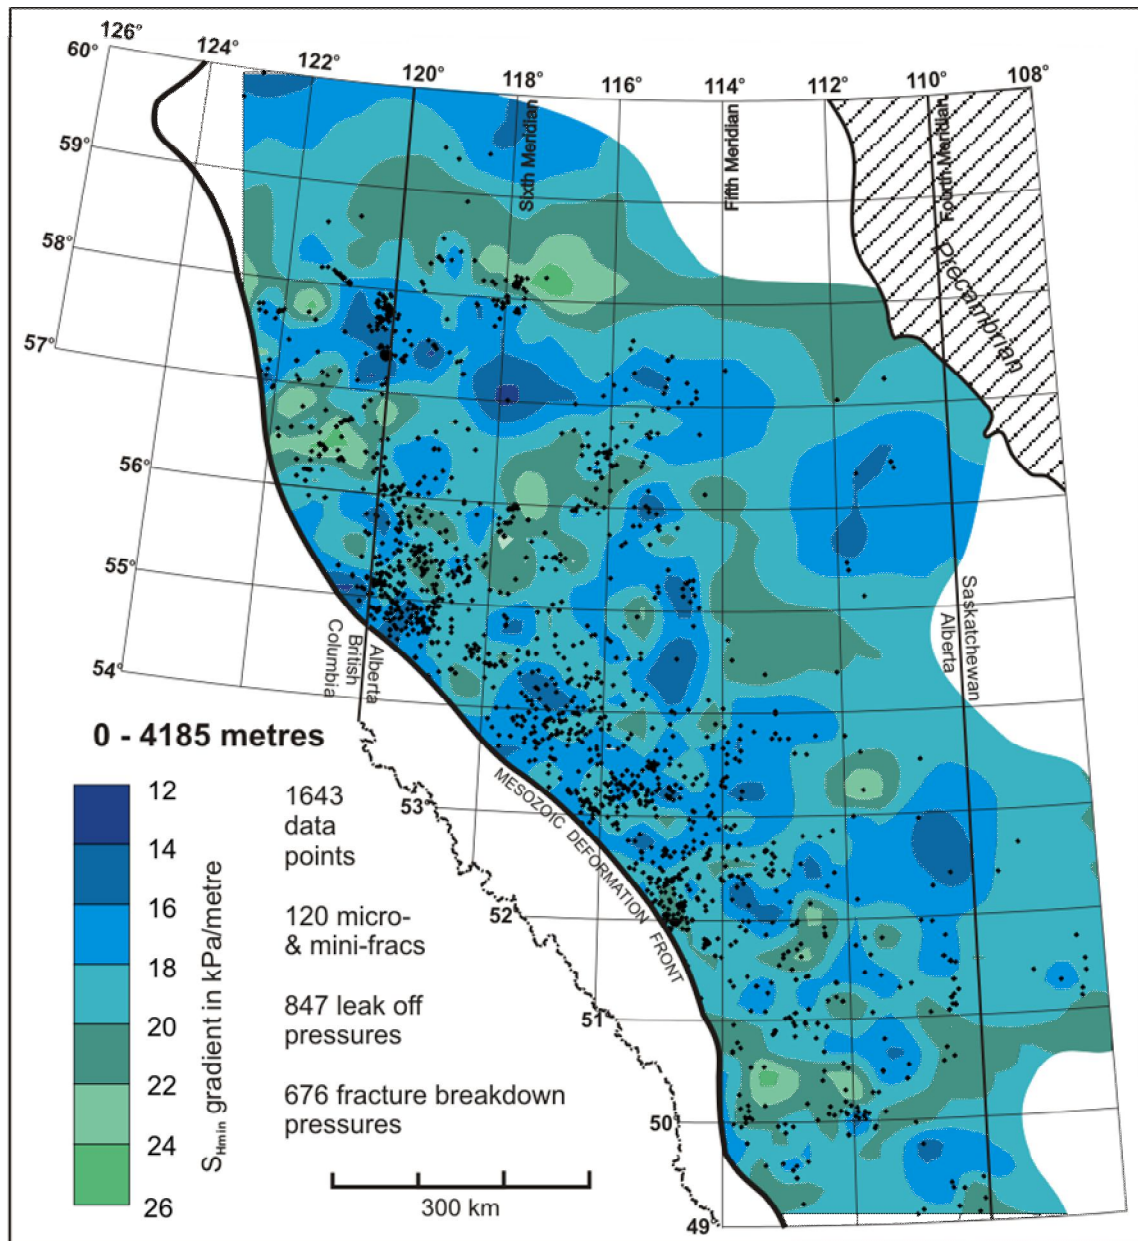 126°
124°
122°
120°
118°
116°
114°
112°
110°
108°
60°
59°
58°
57°
56°
55°
54°
53°
52°
51°
50°
49°
Sixth Meridian
Fifth Meridian
Fourth Meridian
Precambrian
Saskatchewan
Alberta
Alberta
British
Columbia
MESOZOIC DEFORMATION FRONT
0 - 4185 metres
12
14
16
18
20
22
24
26
SHmin gradient in kPa/metre
1643
data
points
120 micro-
& mini-fracs
847 leak off
pressures
676 fracture breakdown
pressures
300 km